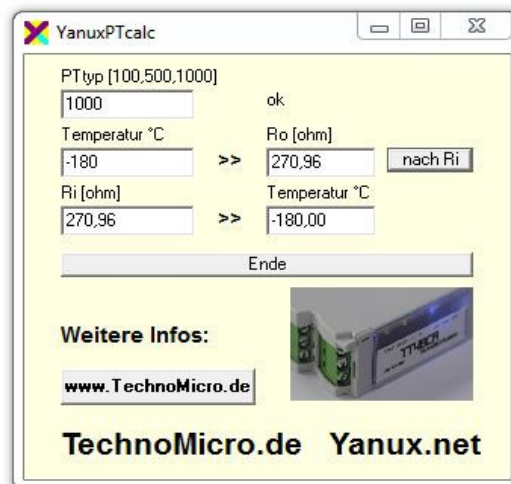 YanuxPTcalc
PTtyp [100,500,1000]
1000 ok
Temperatur °C Ro [ohm]
-180 >> 270,96 nach Ri
Ri [ohm] Temperatur °C
270,96 >> -180,00
Ende
Weitere Infos:
www.TechnoMicro.de
TechnoMicro.de Yanux.net